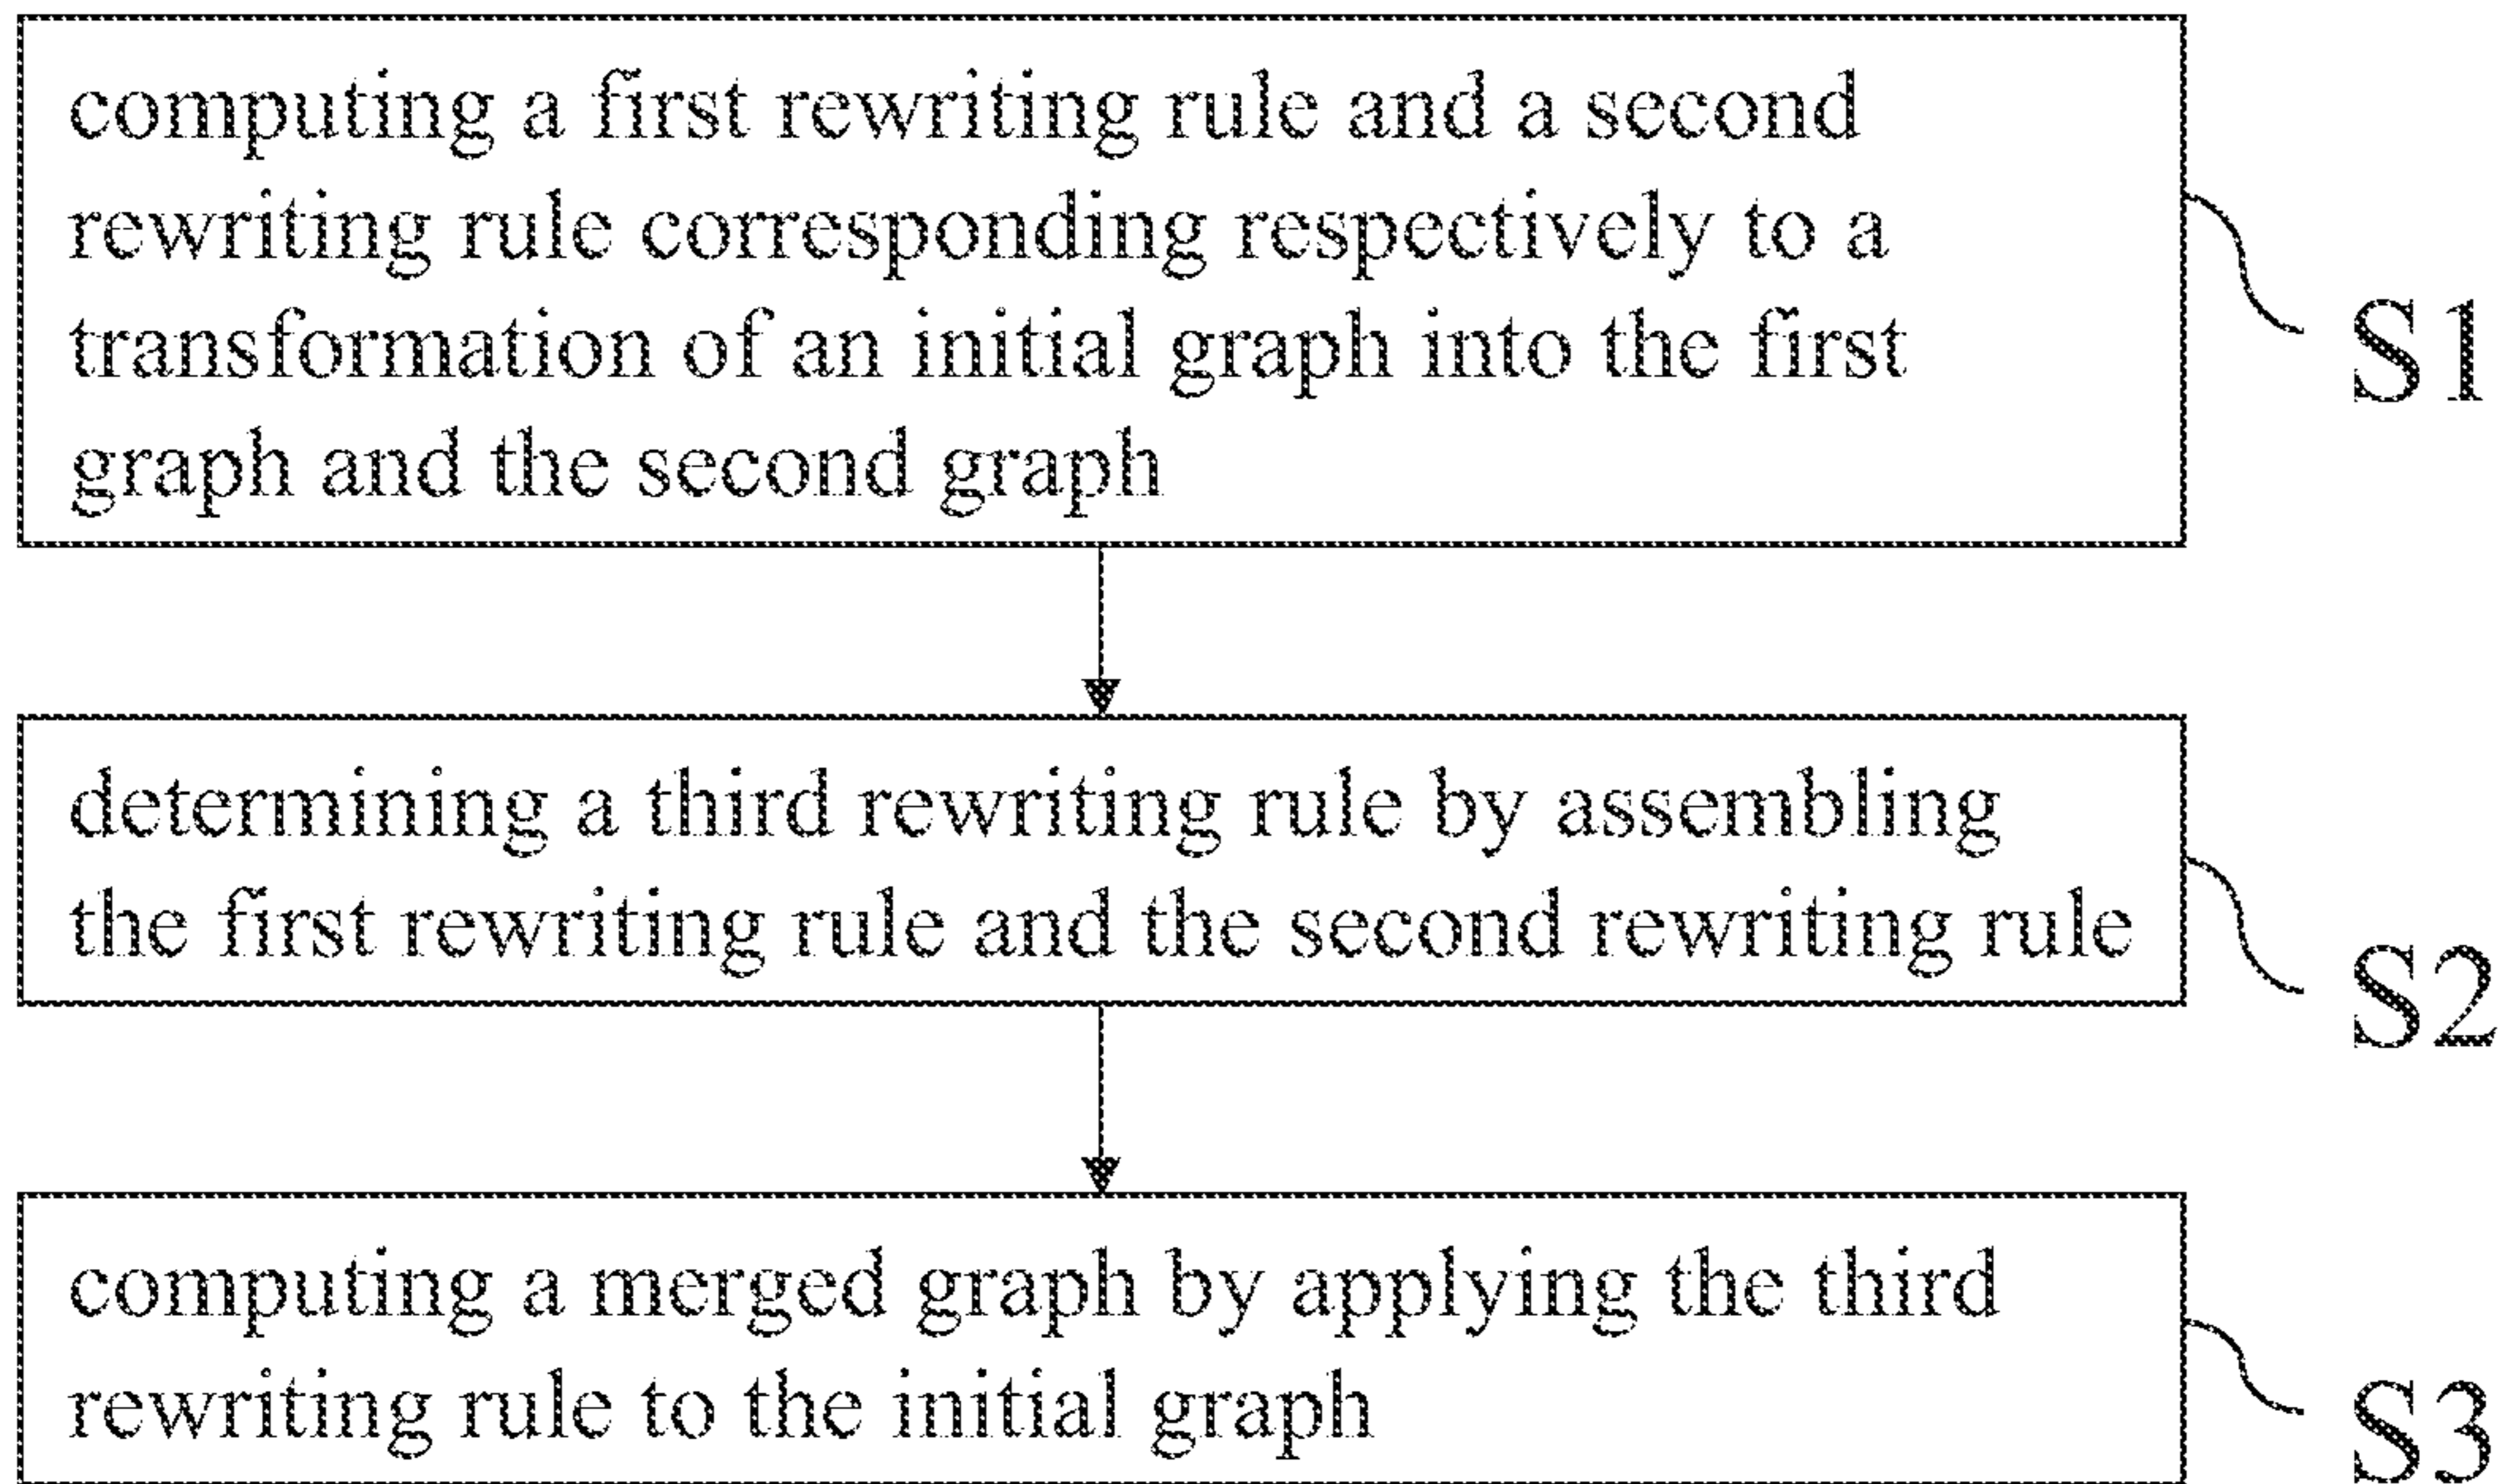 computing a first rewriting rule and a second
rewriting rule corresponding respectively to a
transformation of an initial graph into the first
graph and the second graph
S1
determining a third rewriting rule by assembling
the first rewriting rule and the second rewriting rule
S2
computing a merged graph by applying the third
rewriting rule to the initial graph
S3